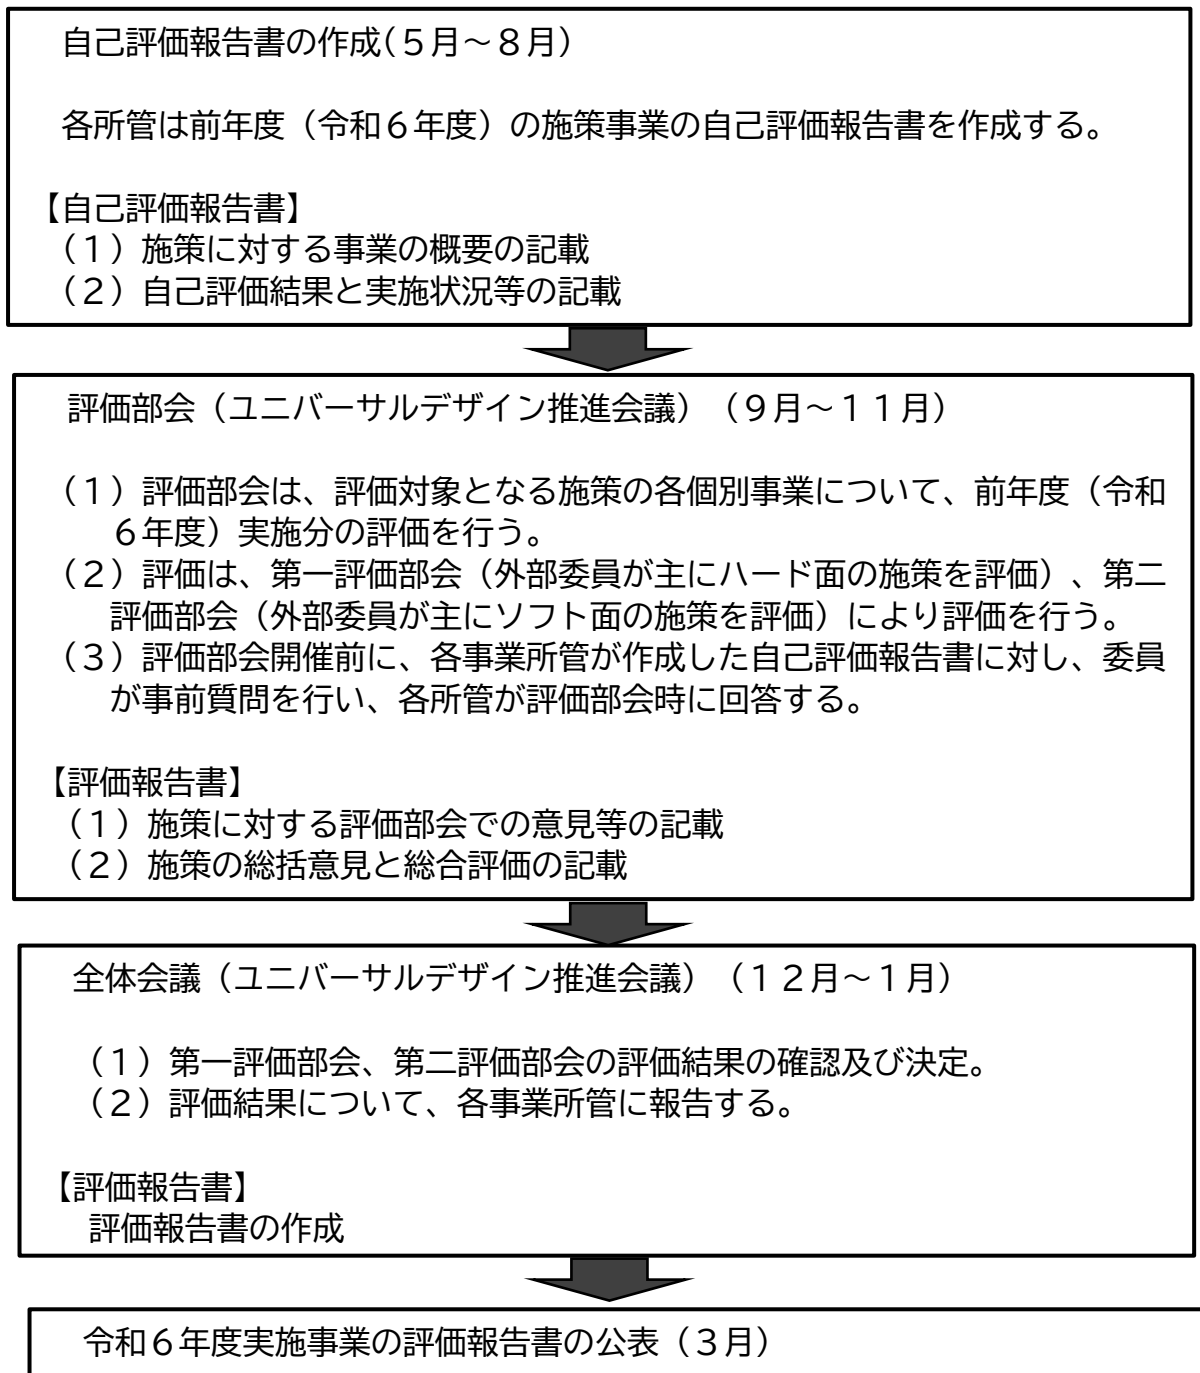 自己評価報告書の作成(５月～８月)
各所管は前年度（令和６年度）の施策事業の自己評価報告書を作成する。
【自己評価報告書】
（１）施策に対する事業の概要の記載
（２）自己評価結果と実施状況等の記載
評価部会（ユニバーサルデザイン推進会議）（９月～１１月）
（１）評価部会は、評価対象となる施策の各個別事業について、前年度（令和
６年度）実施分の評価を行う。
（２）評価は、第一評価部会（外部委員が主にハード面の施策を評価）、第二
評価部会（外部委員が主にソフト面の施策を評価）により評価を行う。
（３）評価部会開催前に、各事業所管が作成した自己評価報告書に対し、委員
が事前質問を行い、各所管が評価部会時に回答する。
【評価報告書】
（１）施策に対する評価部会での意見等の記載
（２）施策の総括意見と総合評価の記載
全体会議（ユニバーサルデザイン推進会議）（１２月～１月）
（１）第一評価部会、第二評価部会の評価結果の確認及び決定。
（２）評価結果について、各事業所管に報告する。
【評価報告書】
評価報告書の作成
令和６年度実施事業の評価報告書の公表（３月）